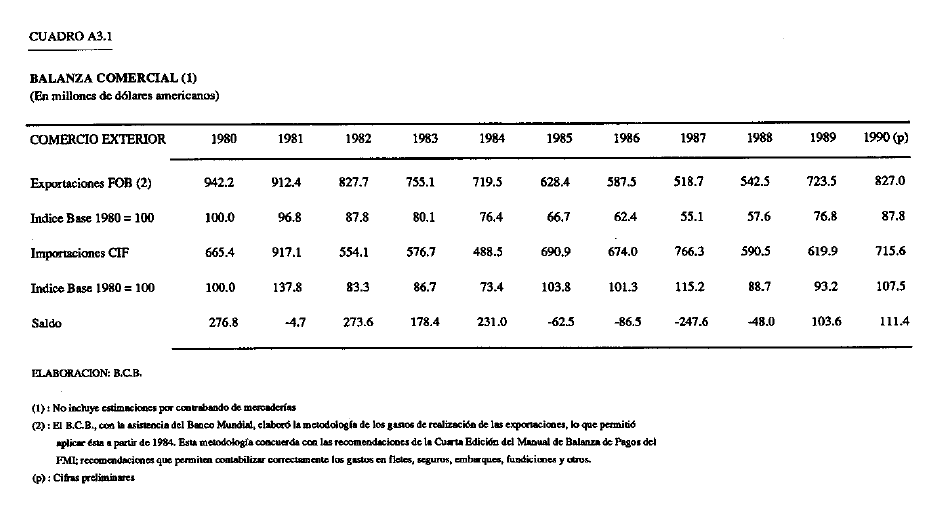 CUADRO A3.1
BALANZA COMERCIAL (1)
(En millones de dólares americanos)
COMERCIO EXTERIOR 1980 1981 1982 1983 1984 1985 1986 1987 1988 1989 1990 (p)
Exportaciones FOB (2) 942.2 912.4 827.7 755.1 719.5 628.4 587.5 518.7 542.5 723.5 827.0
Indice Base 1980 = 100 100.0 96.8 87.8 80.1 76.4 66.7 62.4 55.1 57.6 76.8 87.8
Importaciones CIF 665.4 917.1 554.1 576.7 488.5 690.9 674.0 766.3 590.5 619.9 715.6
Indice Base 1980 = 100 100.0 137.8 83.3 86.7 73.4 103.8 101.3 115.2 88.7 93.2 107.5
Saldo 276.8 -4.7 273.6 178.4 231.0 -62.5 -86.5 -247.6 -48.0 103.6 111.4
ELABORACION: B.C.B.
(1) : No incluye estimaciones por contrabando de mercaderías
(2) : El B.C.B., con la asistencia del Banco Mundial, elaboró la metodología de los gastos de realización de las exportaciones, lo que permitió
aplicar ésta a partir de 1984. Esta metodología concuerda con las recomendaciones de la Cuarta Edición del Manual de Balanza de Pagos del
FMI; recomendaciones que permiten contabilizar correctamente los gastos en fletes, seguros, embarques, fundiciones y otros.
(p) : Cifras preliminares